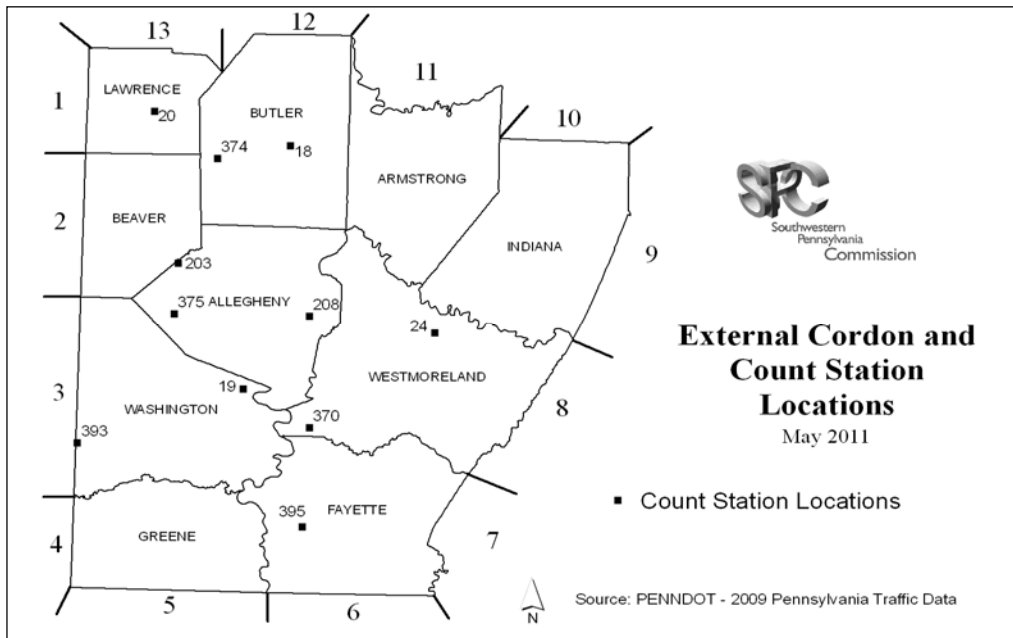 13
12
11
10
1
LAWRENCE
20
BUTLER
374
18
ARMSTRONG
2
BEAVER
INDIANA
9
SPC
Southwestern
Pennsylvania
Commission
203
375
ALLEGHENY
208
24
External Cordon and
Count Station
Locations
May 2011
WESTMORELAND
3
19
WASHINGTON
370
8
393
Count Station Locations
395
FAYETTE
7
4
GREENE
5
6
N
Source: PENNDOT - 2009 Pennsylvania Traffic Data